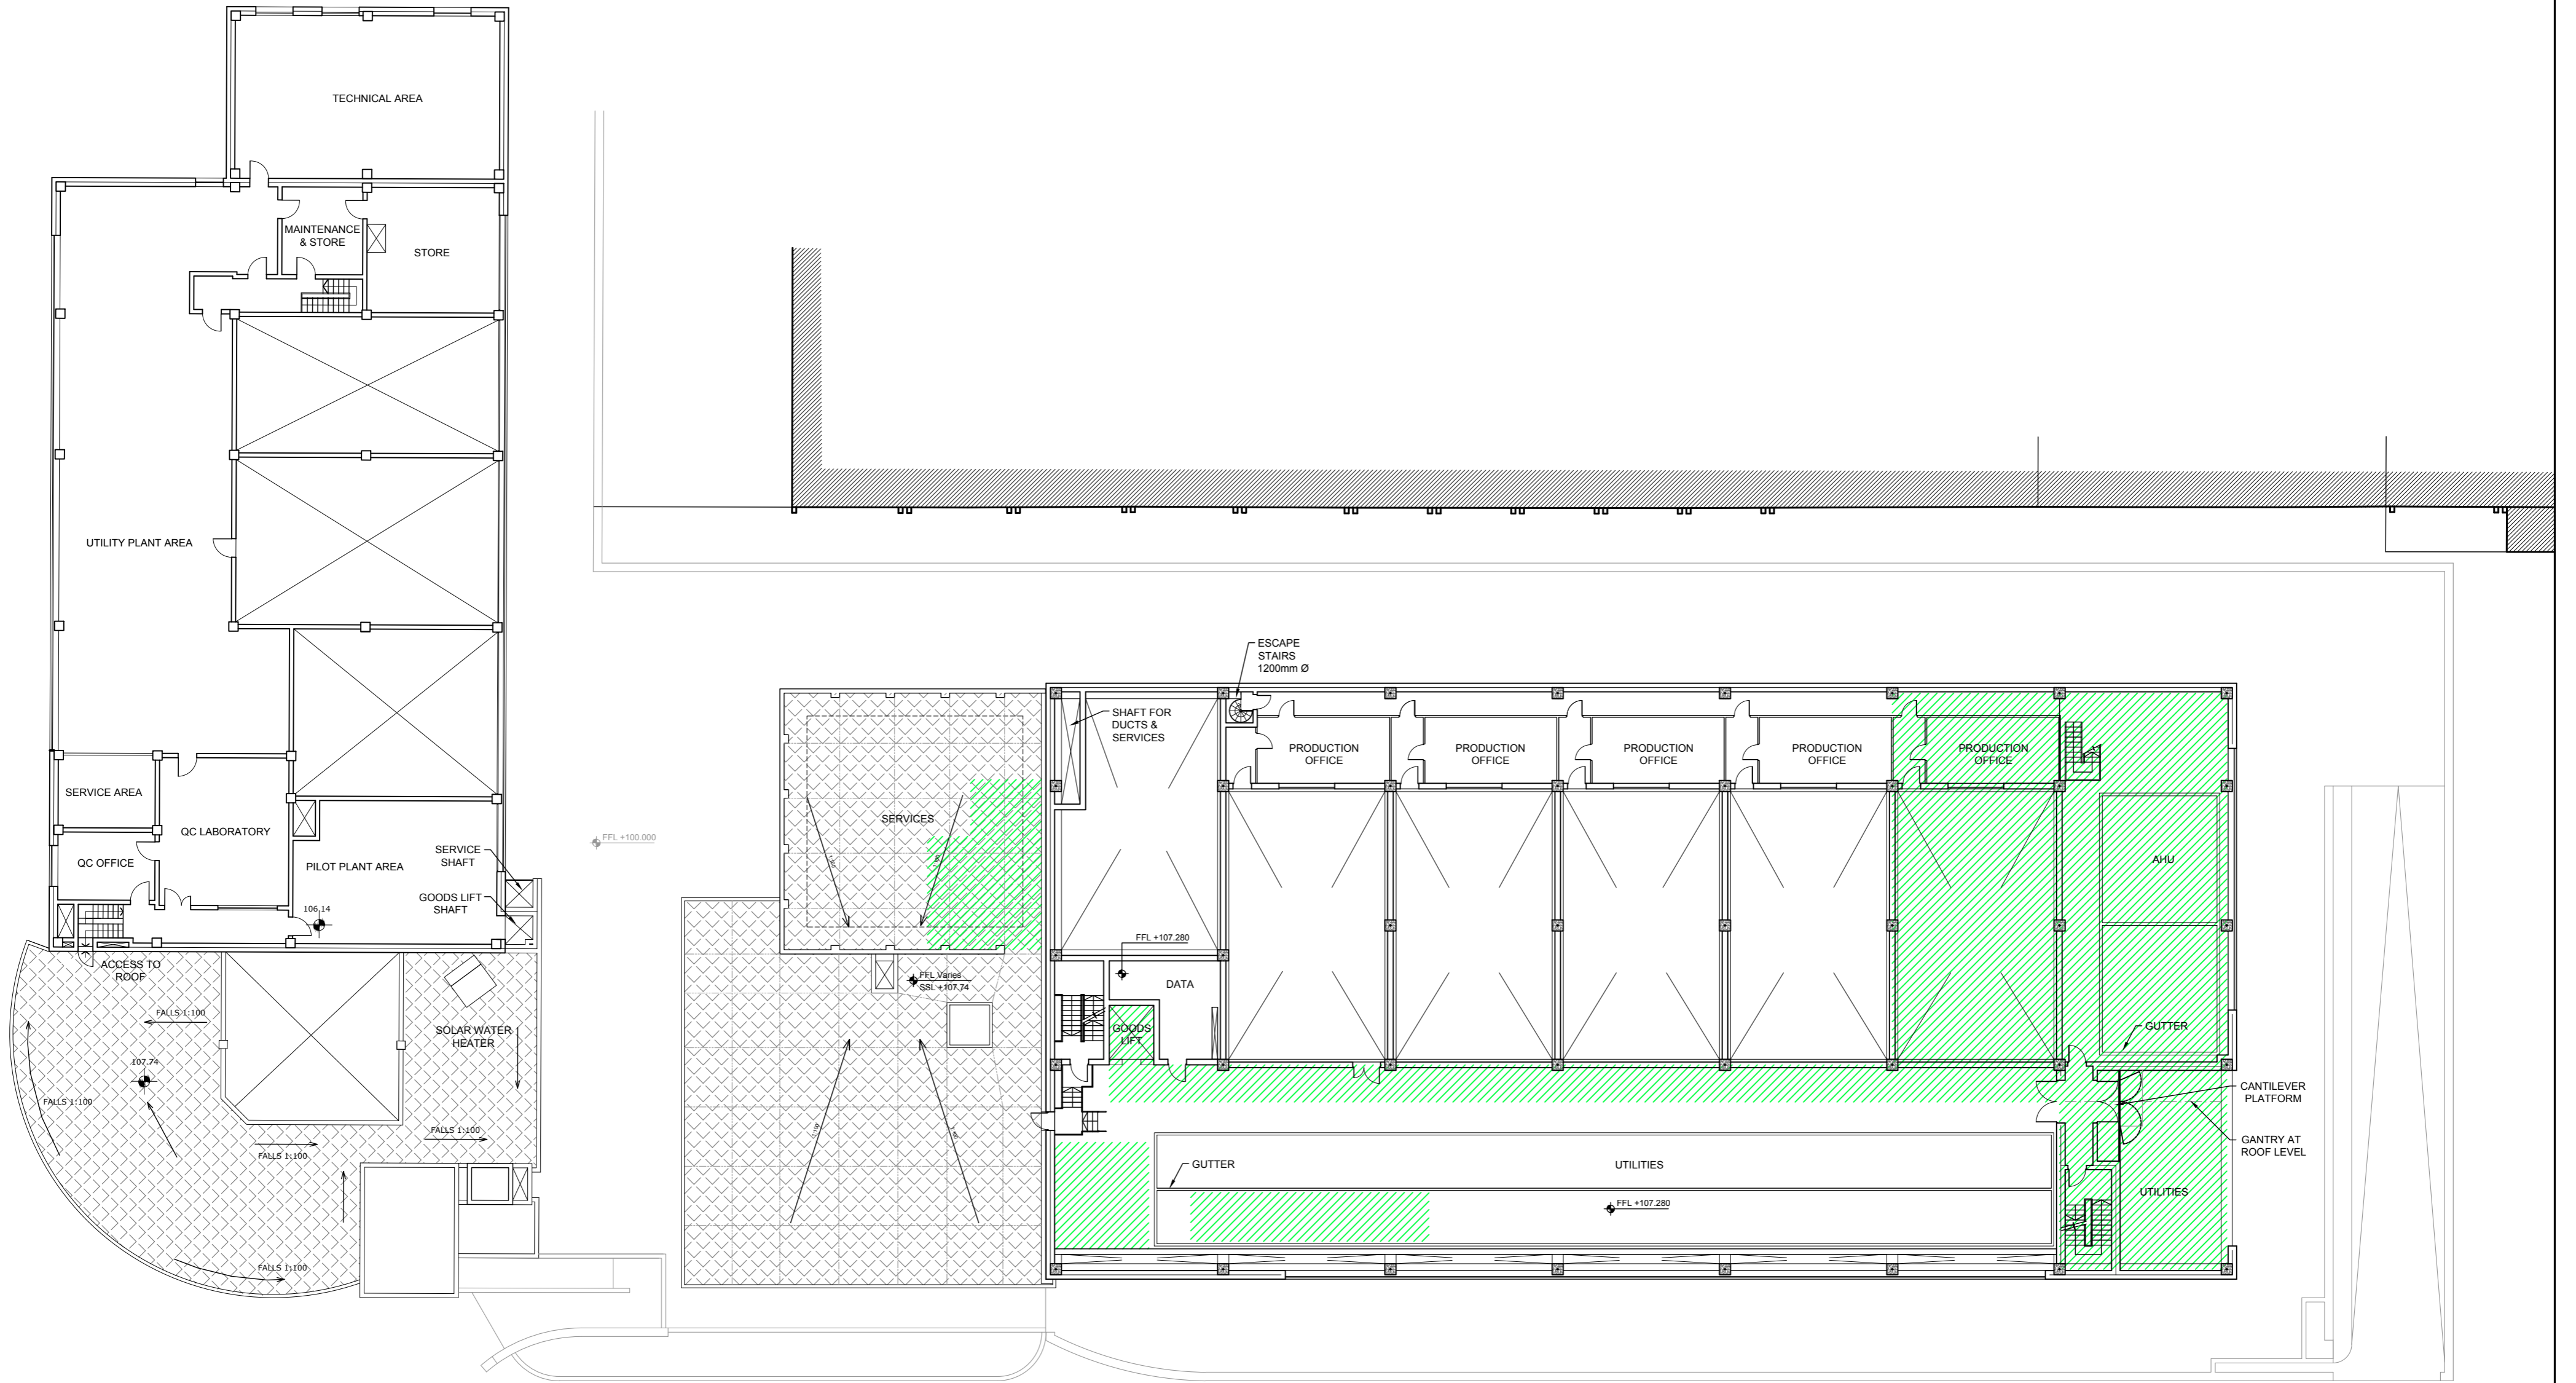 TECHNICAL AREA
MAINTENANCE
& STORE
STORE
UTILITY PLANT AREA
SERVICE AREA
QC LABORATORY
QC OFFICE
PILOT PLANT AREA
SERVICE
SHAFT
GOODS LIFT
SHAFT
106.14
ACCESS TO
ROOF
FALLS 1:100
SOLAR WATER
HEATER
107.74
FALLS 1:100
FALLS 1:100
FALLS 1:100
FALLS 1:100
FFL +100.000
SERVICES
FFL Varies
SSL +107.74
1:100
1:100
ESCAPE
STAIRS
1200mm Ø
SHAFT FOR
DUCTS &
SERVICES
PRODUCTION
OFFICE
PRODUCTION
OFFICE
PRODUCTION
OFFICE
PRODUCTION
OFFICE
PRODUCTION
OFFICE
AHU
FFL +107.280
DATA
GOODS
LIFT
GUTTER
CANTILEVER
PLATFORM
GANTRY AT
ROOF LEVEL
GUTTER
UTILITIES
UTILITIES
FFL +107.280